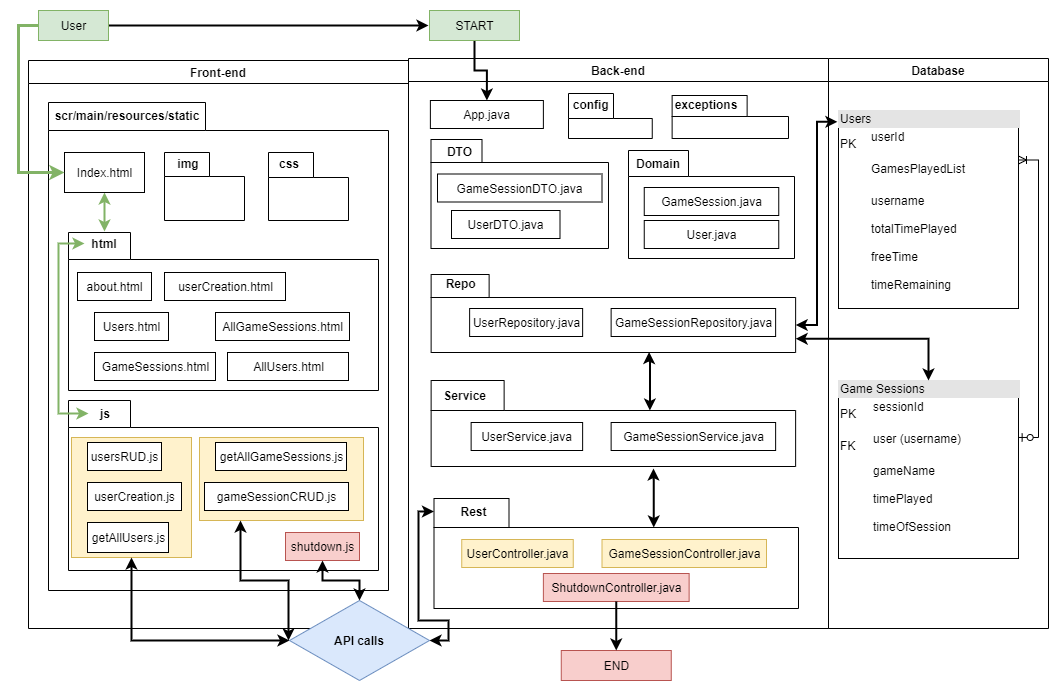 User
START
Front-end
Back-end
Database
scr/main/resources/static
Index.html
img
css
html
about.html
userCreation.html
Users.html
AllGameSessions.html
GameSessions.html
AllUsers.html
js
usersRUD.js
userCreation.js
getAllUsers.js
getAllGameSessions.js
gameSessionCRUD.js
shutdown.js
API calls
App.java
config
exceptions
DTO
GameSessionDTO.java
UserDTO.java
Domain
GameSession.java
User.java
Repo
UserRepository.java
GameSessionRepository.java
Service
UserService.java
GameSessionService.java
Rest
UserController.java
GameSessionController.java
ShutdownController.java
END
Users
PK
userId
GamesPlayedList
username
totalTimePlayed
freeTime
timeRemaining
Game Sessions
PK
sessionId
FK
user (username)
gameName
timePlayed
timeOfSession